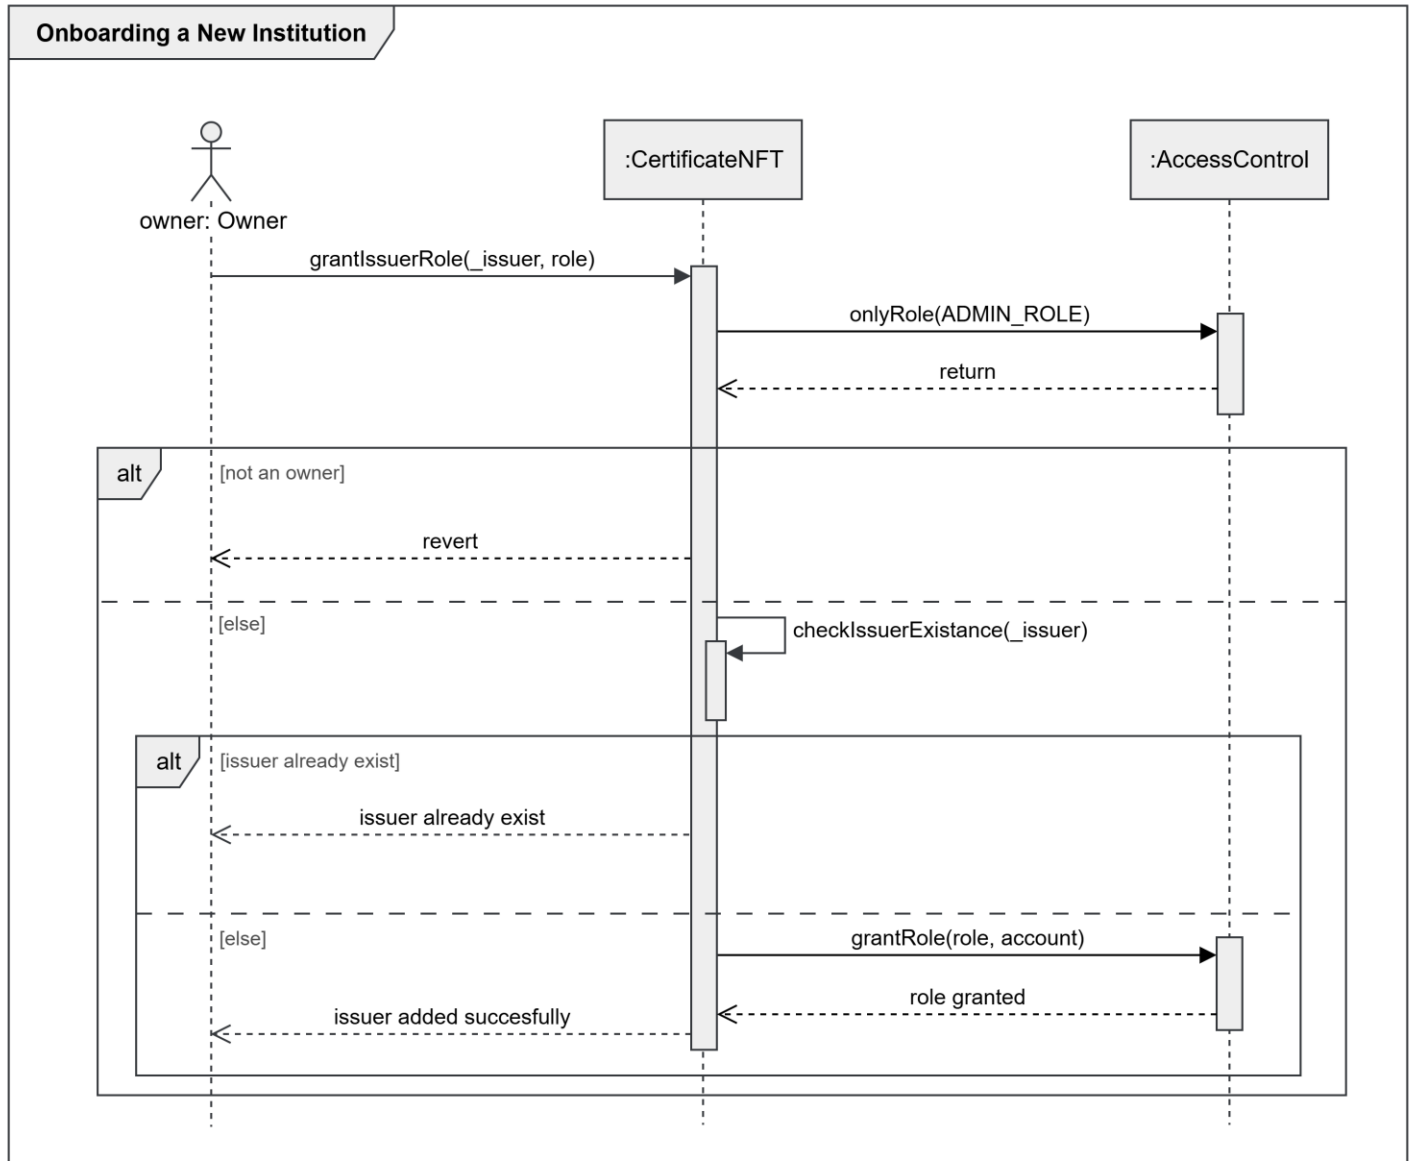 Onboarding a New Institution
:CertificateNFT
:AccessControl
owner: Owner
grantIssuerRole(_issuer, role)
onlyRole(ADMIN_ROLE)
return
alt
[not an owner]
revert
[else]
checkIssuerExistance(_issuer)
alt
[issuer already exist]
issuer already exist
[else]
grantRole(role, account)
role granted
issuer added succesfully